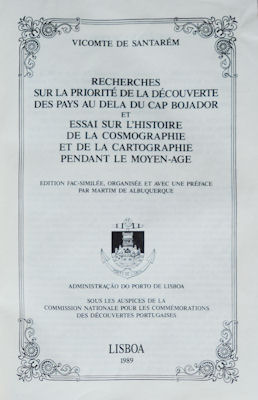 VICOMTE DE SANTARÉM
RECHERCHES
SUR LA PRIORITÉ DE LA DÉCOUVERTE
DES PAYS AU DELA DU CAP BOJADOR
ET
ESSAI SUR L'HISTOIRE
DE LA COSMOGRAPHIE
ET DE LA CARTOGRAPHIE
PENDANT LE MOYEN-AGE
EDITION FAC-SIMILÉE, ORGANISÉE ET AVEC UNE PRÉFACE
PAR MARTIM DE ALBUQUERQUE
ADMINISTRAÇÃO DO PORTO DE LISBOA
SOUS LES AUSPICES DE LA
COMMISSION NATIONALE POUR LES COMMÉMORATIONS
DES DÉCOUVERTES PORTUGAISES
LISBOA
1989